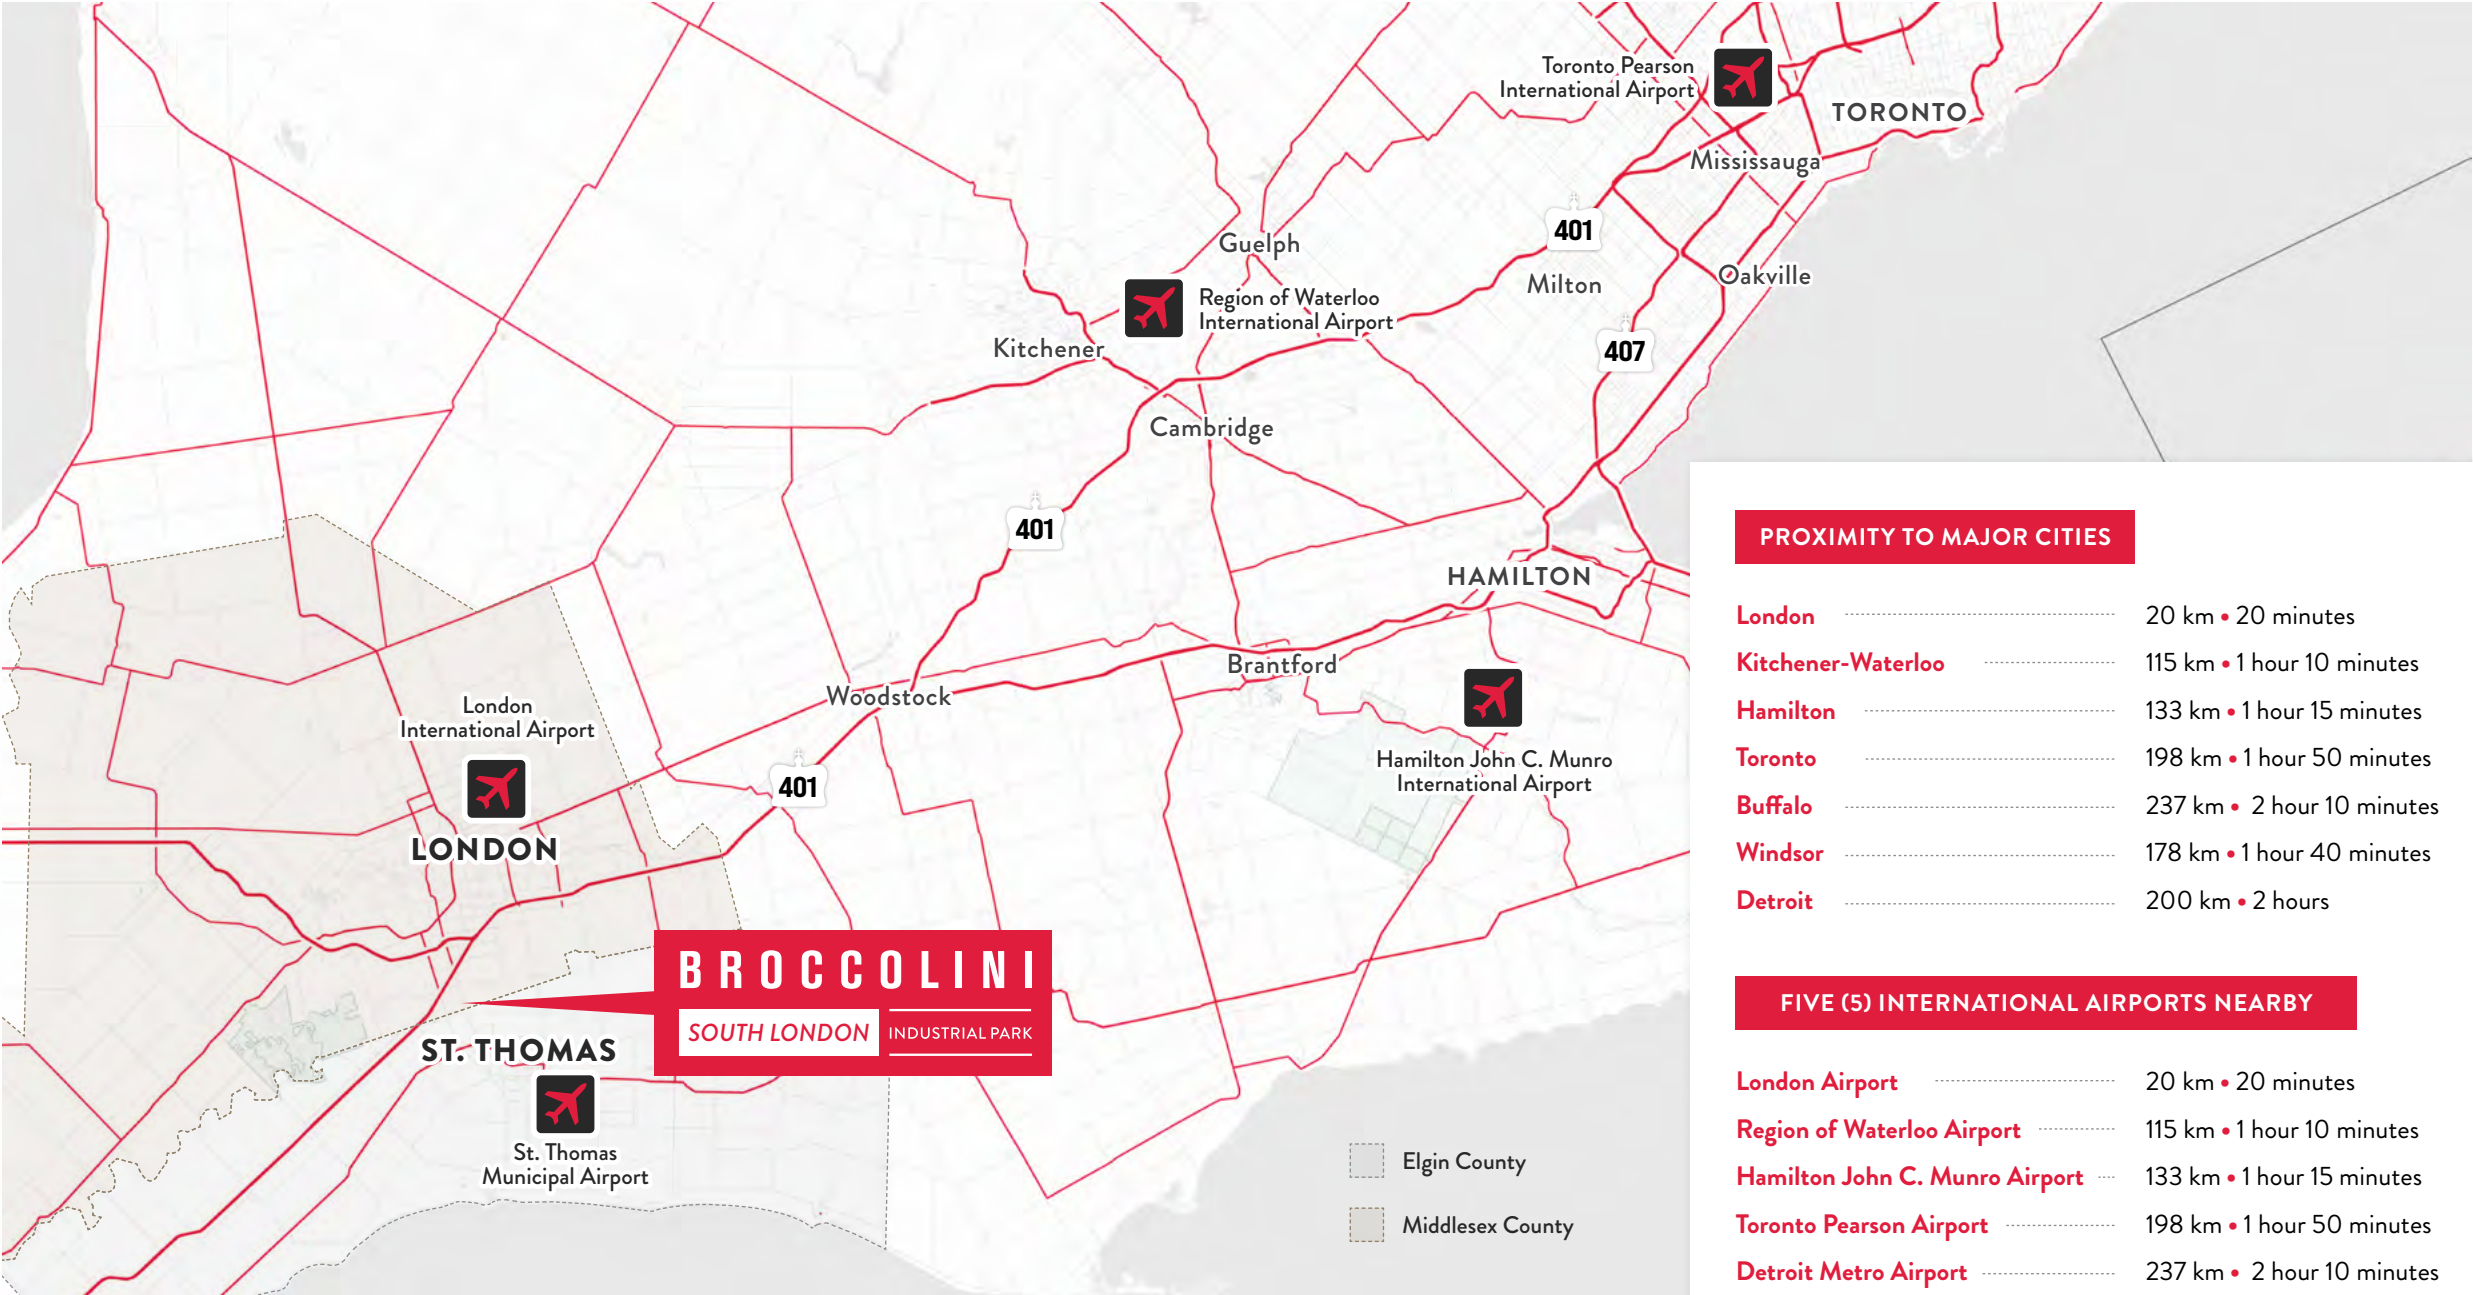 Toronto Pearson
International Airport
TORONTO
Mississauga
401
Guelph
Milton
Oakville
Region of Waterloo
International Airport
Kitchener
407
Cambridge
401
HAMILTON
Brantford
Woodstock
London
International Airport
Hamilton John C. Munro
International Airport
401
LONDON
BROCCOLINI
SOUTH LONDON
INDUSTRIAL PARK
ST. THOMAS
St. Thomas
Municipal Airport
Elgin County
Middlesex County
PROXIMITY TO MAJOR CITIES
London 20 km • 20 minutes
Kitchener-Waterloo 115 km • 1 hour 10 minutes
Hamilton 133 km • 1 hour 15 minutes
Toronto 198 km • 1 hour 50 minutes
Buffalo 237 km • 2 hour 10 minutes
Windsor 178 km • 1 hour 40 minutes
Detroit 200 km • 2 hours
FIVE (5) INTERNATIONAL AIRPORTS NEARBY
London Airport 20 km • 20 minutes
Region of Waterloo Airport 115 km • 1 hour 10 minutes
Hamilton John C. Munro Airport 133 km • 1 hour 15 minutes
Toronto Pearson Airport 198 km • 1 hour 50 minutes
Detroit Metro Airport 237 km • 2 hour 10 minutes